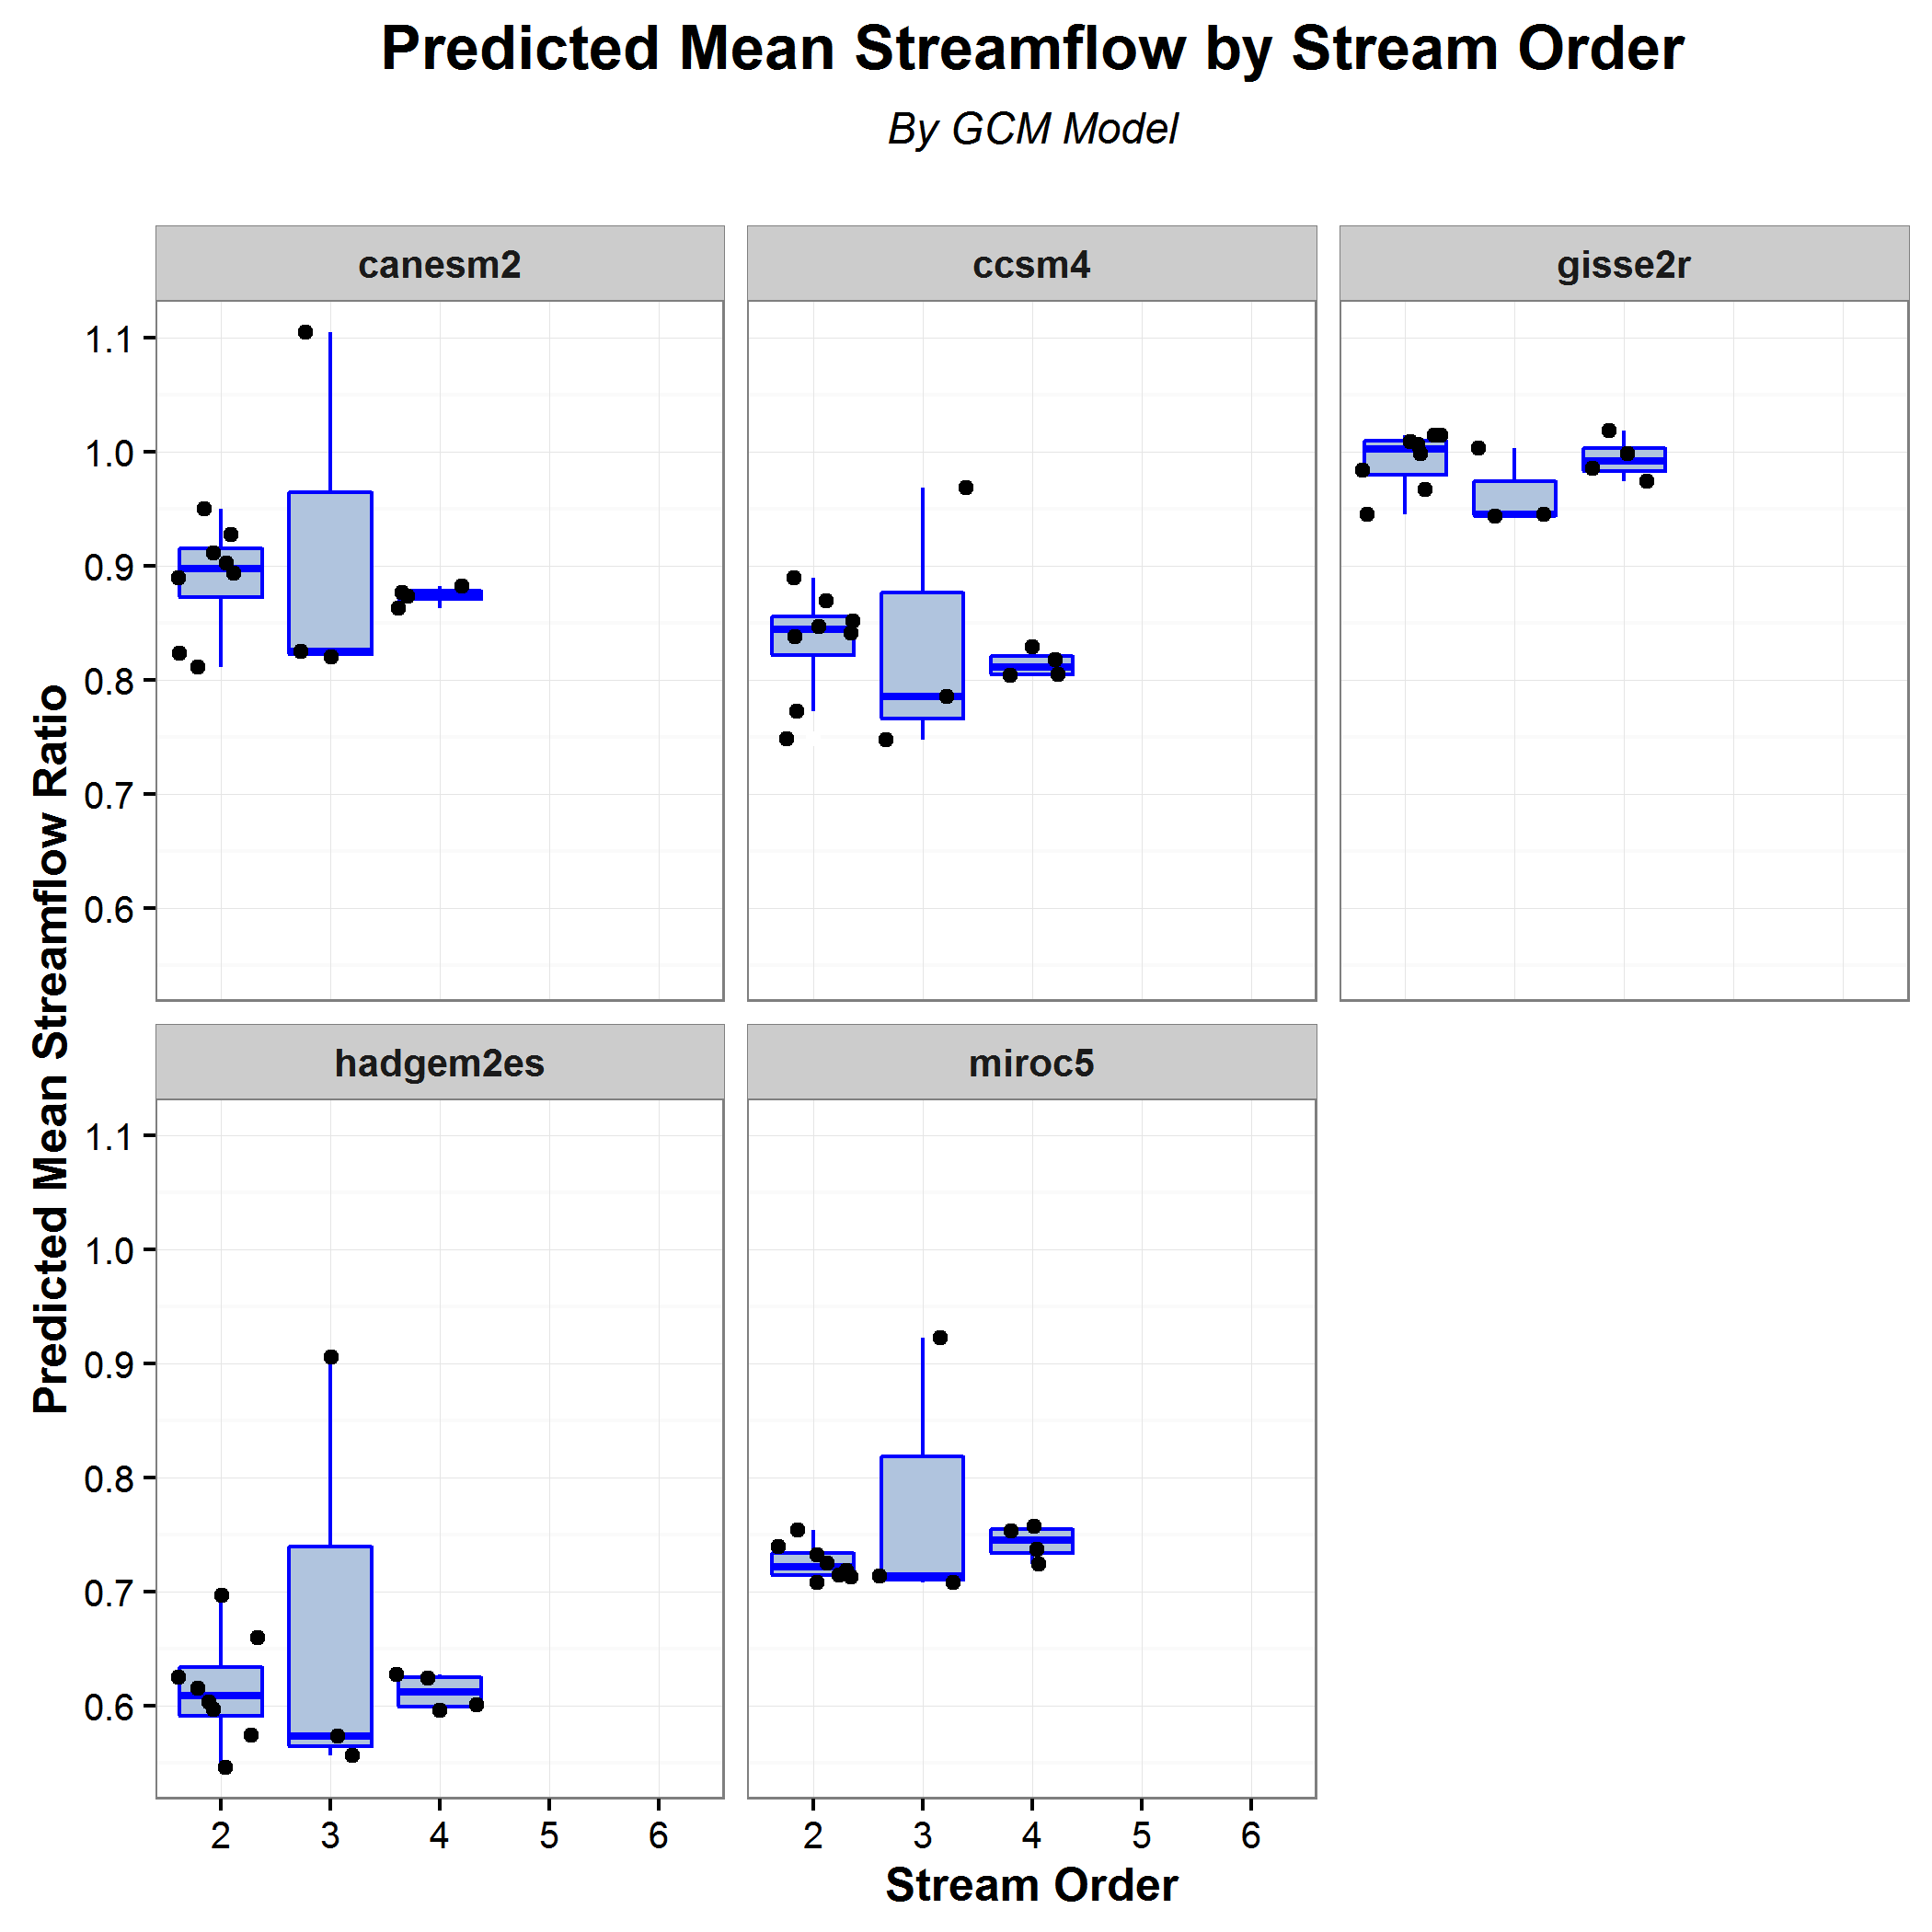 Predicted Mean Streamflow by Stream Order
By GCM Model
canesm2
ccsm4
gisse2r
1.1
1.0
0.9
0.8
0.7
0.6
Predicted Mean Streamflow Ratio
hadgem2es
miroc5
1.1
1.0
0.9
0.8
0.7
0.6
2 3 4 5 6
2 3 4 5 6
Stream Order